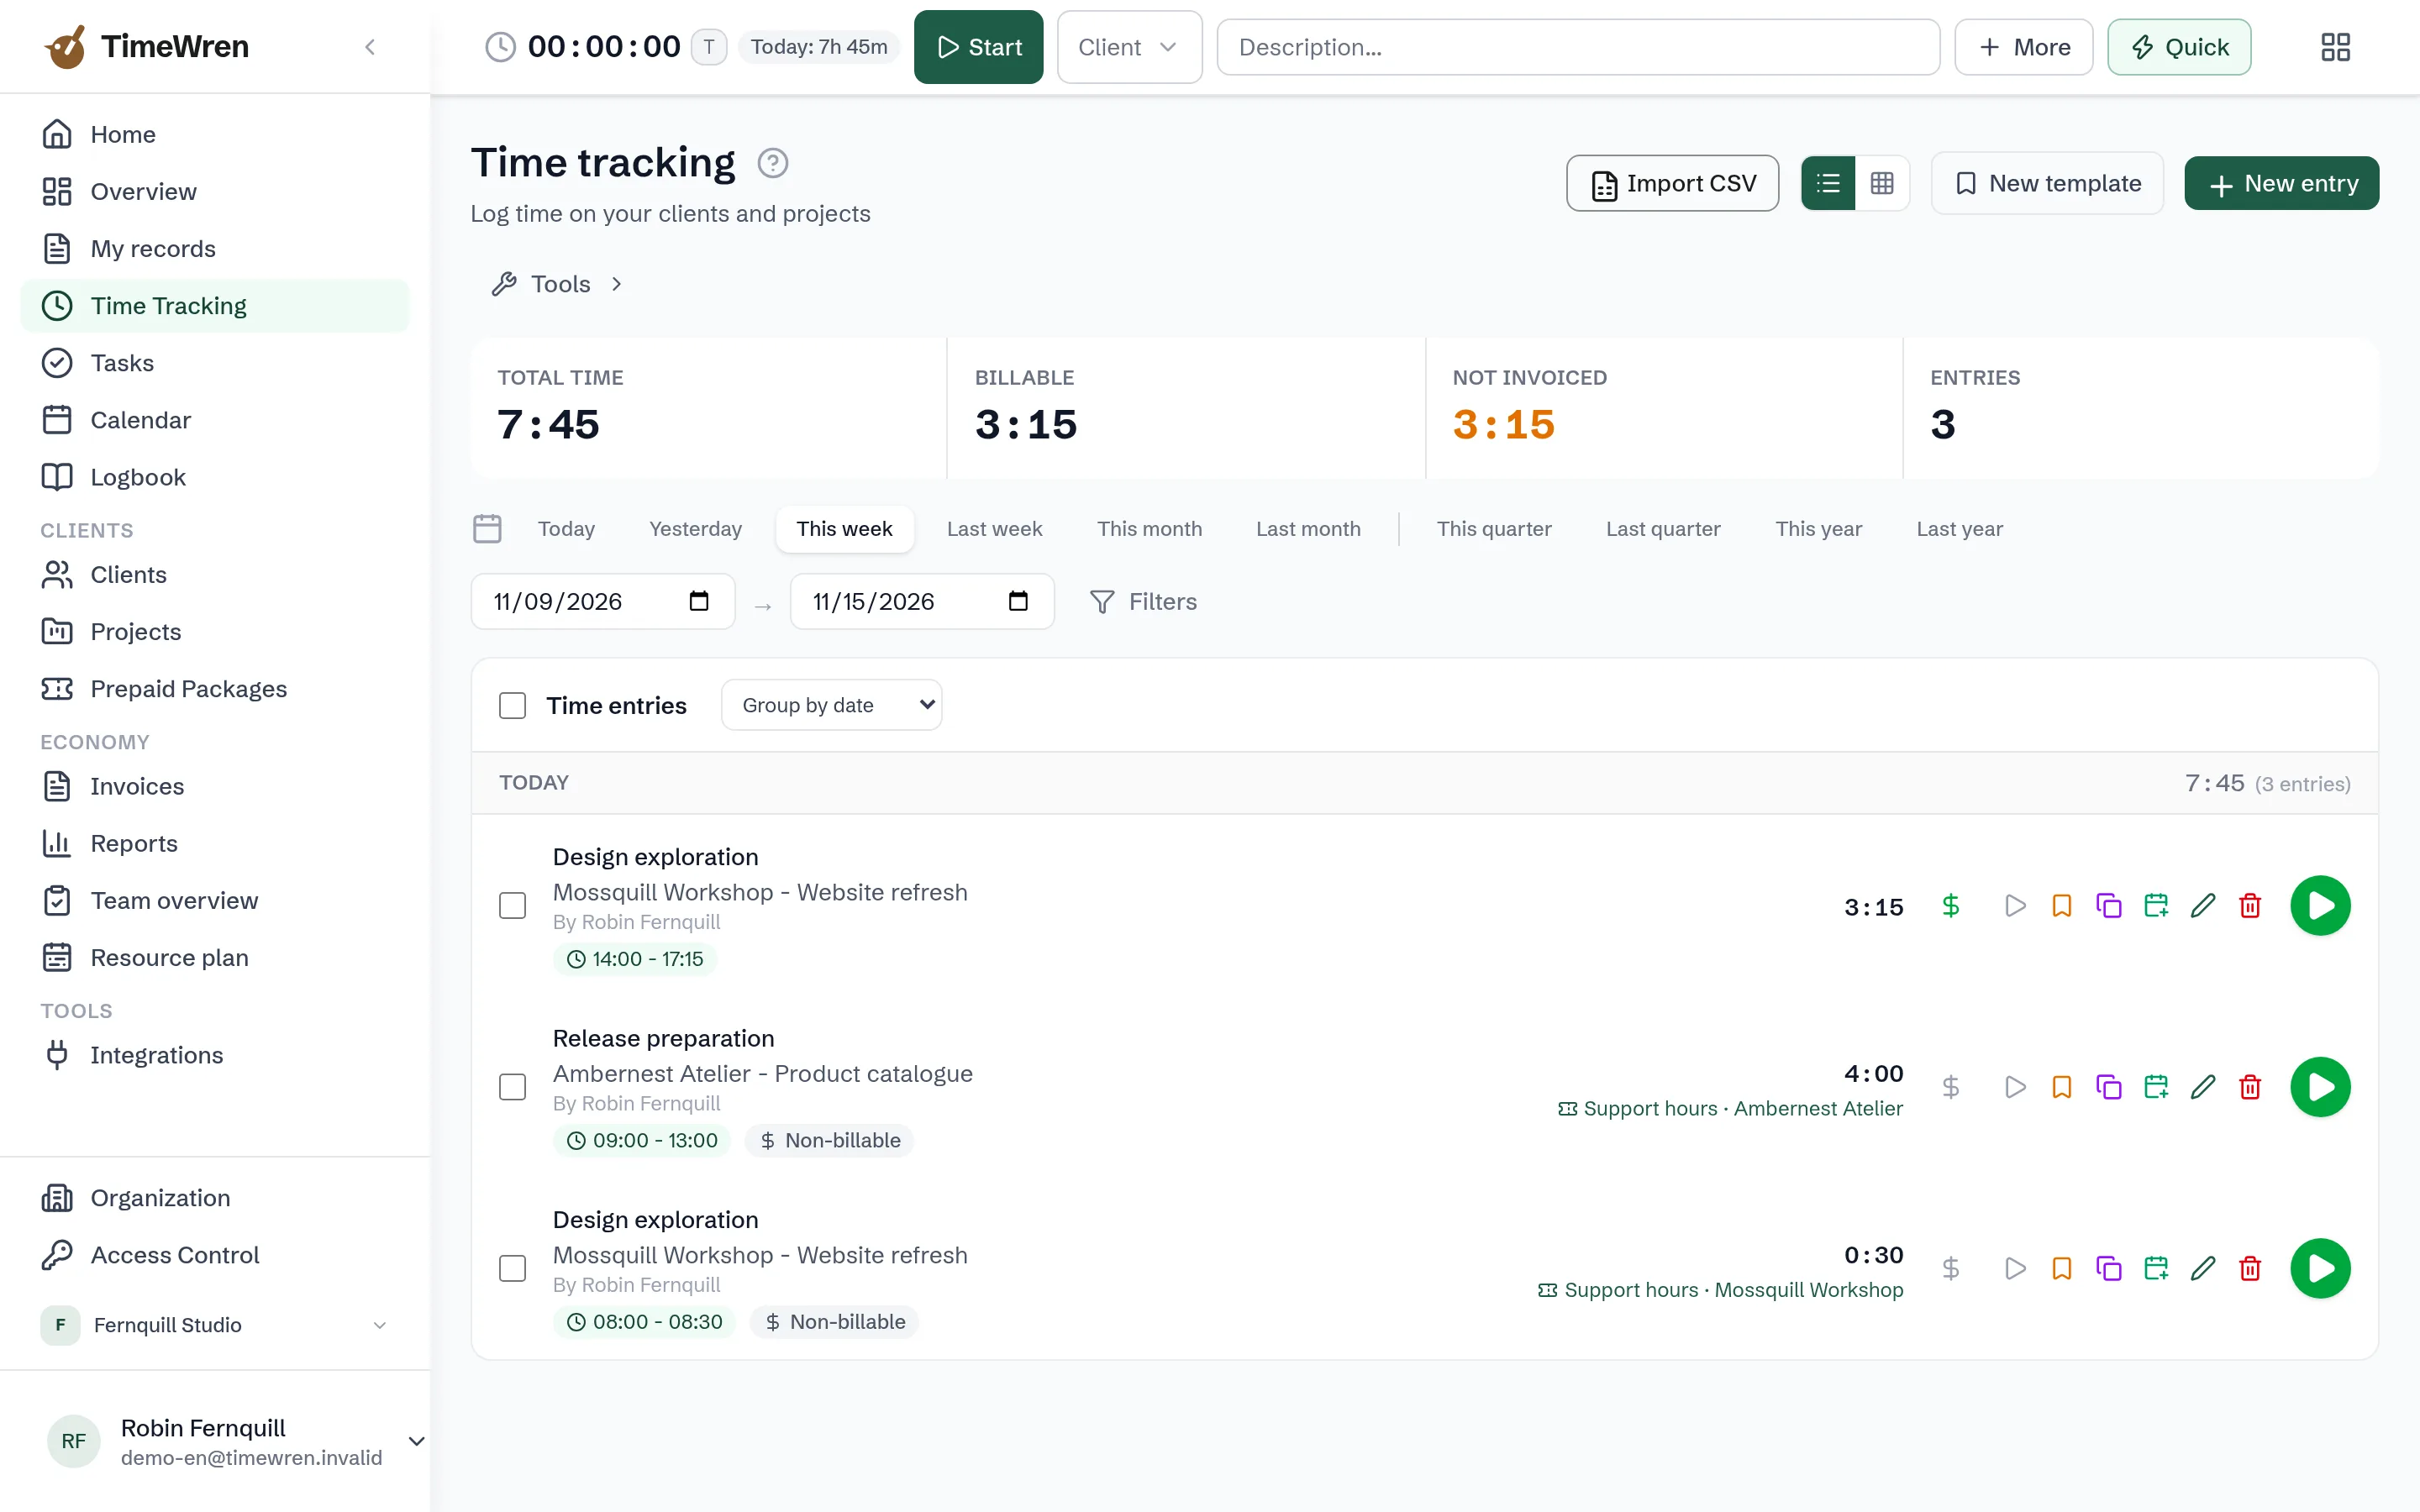 TimeWren
00:00:00
T
Today: 7h 45m
Start
Client
Description...
More
Quick
Home
Overview
My records
Time Tracking
Tasks
Calendar
Logbook
CLIENTS
Clients
Projects
Prepaid Packages
ECONOMY
Invoices
Reports
Team overview
Resource plan
TOOLS
Integrations
Organization
Access Control
F
Fernquill Studio
RF
Robin Fernquill
demo-en@timewren.invalid
Time tracking
Log time on your clients and projects
Import CSV
New template
New entry
Tools
TOTAL TIME
7:45
BILLABLE
3:15
NOT INVOICED
3:15
ENTRIES
3
Today
Yesterday
This week
Last week
This month
Last month
This quarter
Last quarter
This year
Last year
11/09/2026
→
11/15/2026
Filters
Time entries
Group by date
TODAY
7:45 (3 entries)
Design exploration
Mossquill Workshop - Website refresh
By Robin Fernquill
14:00 - 17:15
3:15
Release preparation
Ambernest Atelier - Product catalogue
By Robin Fernquill
09:00 - 13:00
Non-billable
4:00
Support hours · Ambernest Atelier
Design exploration
Mossquill Workshop - Website refresh
By Robin Fernquill
08:00 - 08:30
Non-billable
0:30
Support hours · Mossquill Workshop